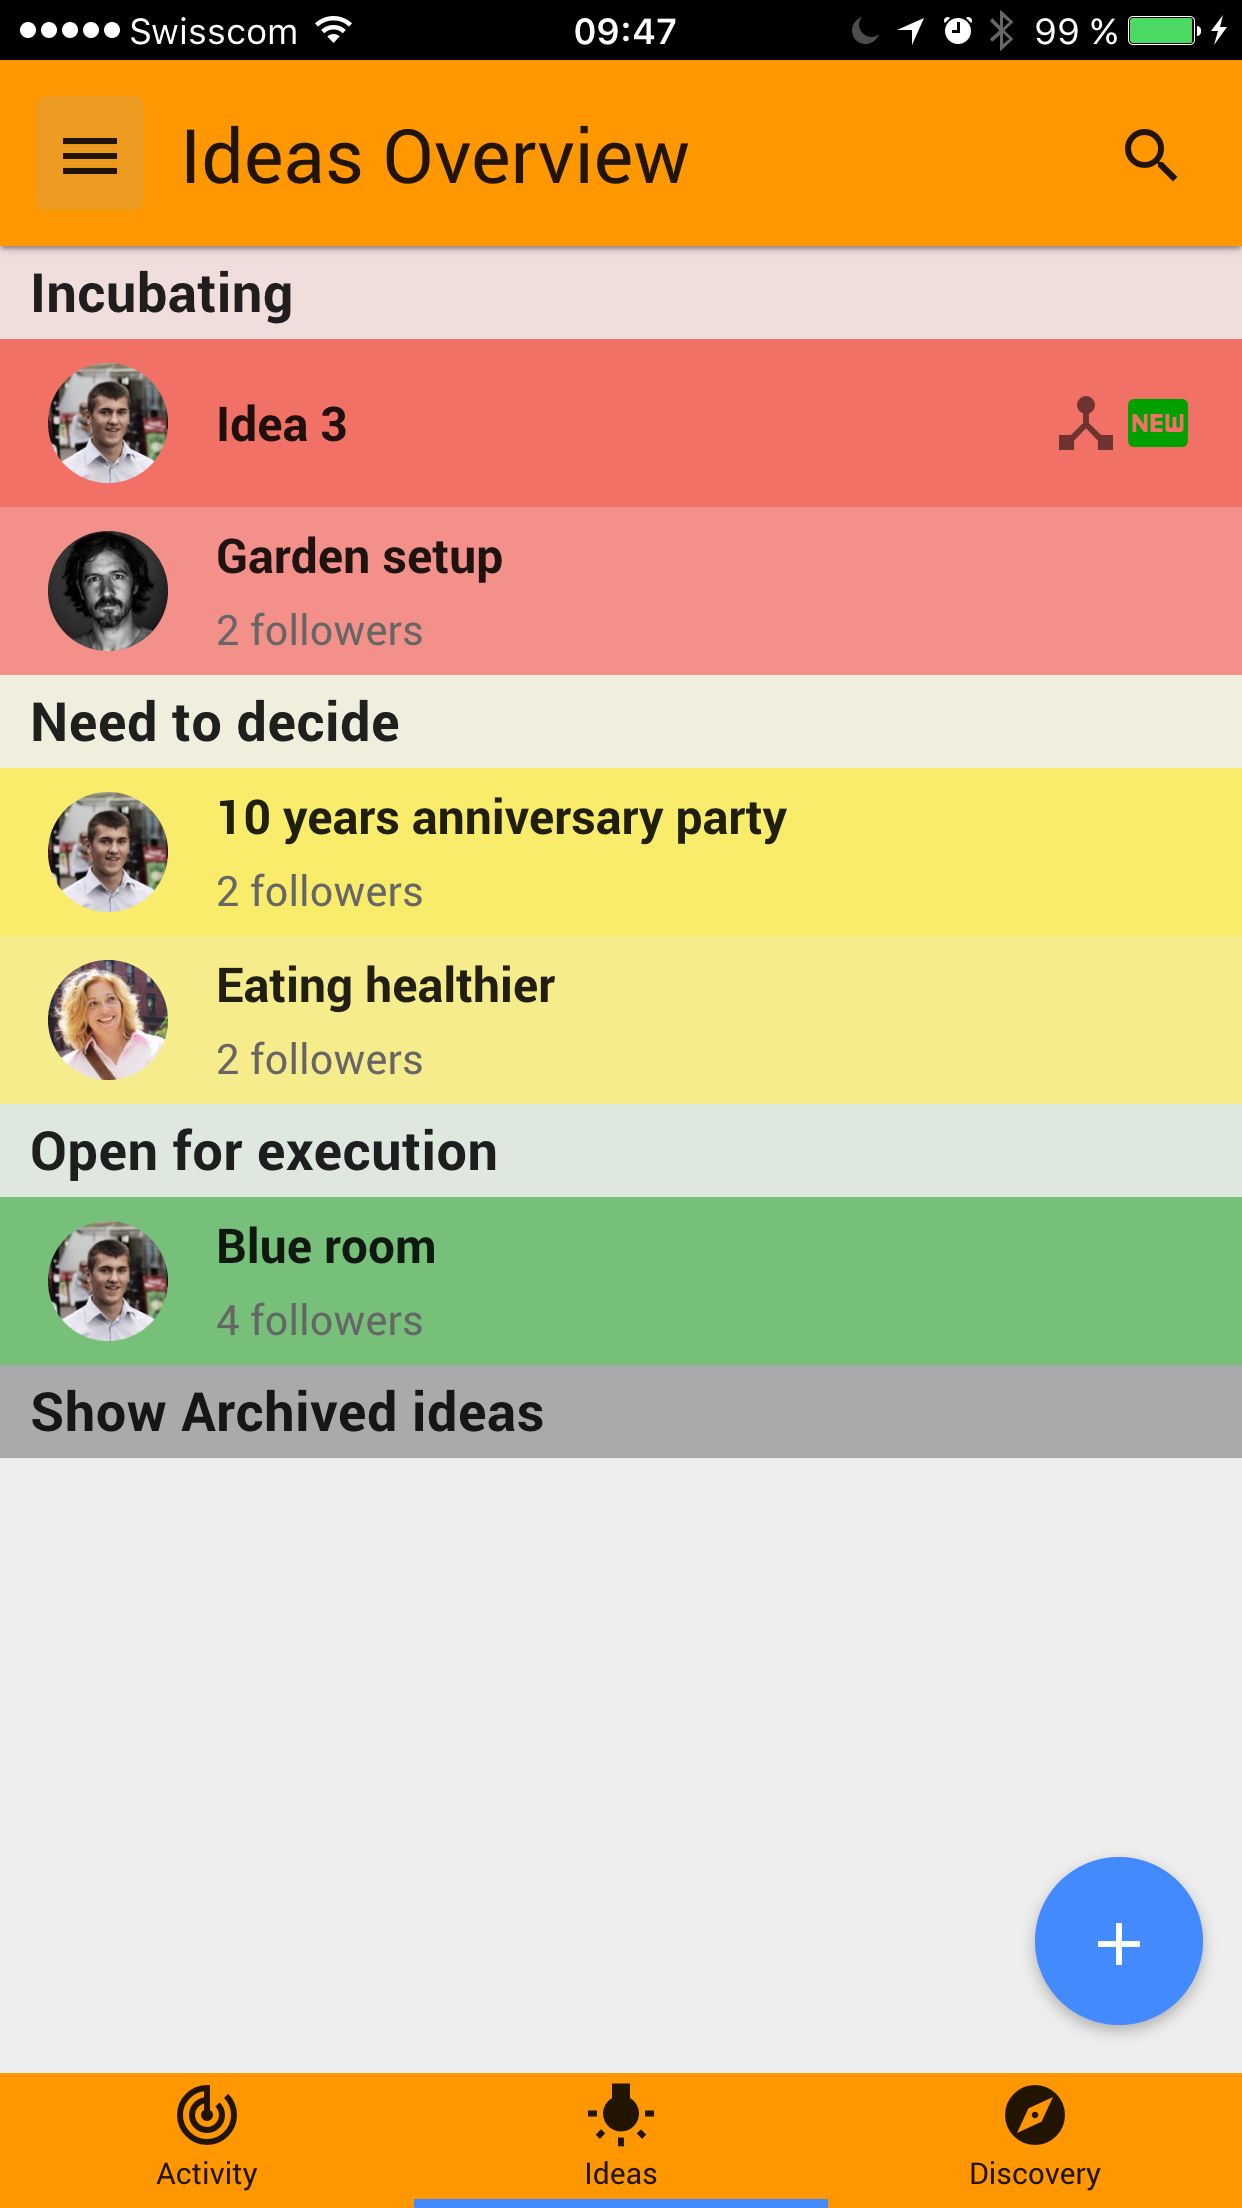 Swisscom 09:47 99 %
Ideas Overview
Incubating
Idea 3 NEW
Garden setup
2 followers
Need to decide
10 years anniversary party
2 followers
Eating healthier
2 followers
Open for execution
Blue room
4 followers
Show Archived ideas
+
Activity Ideas Discovery